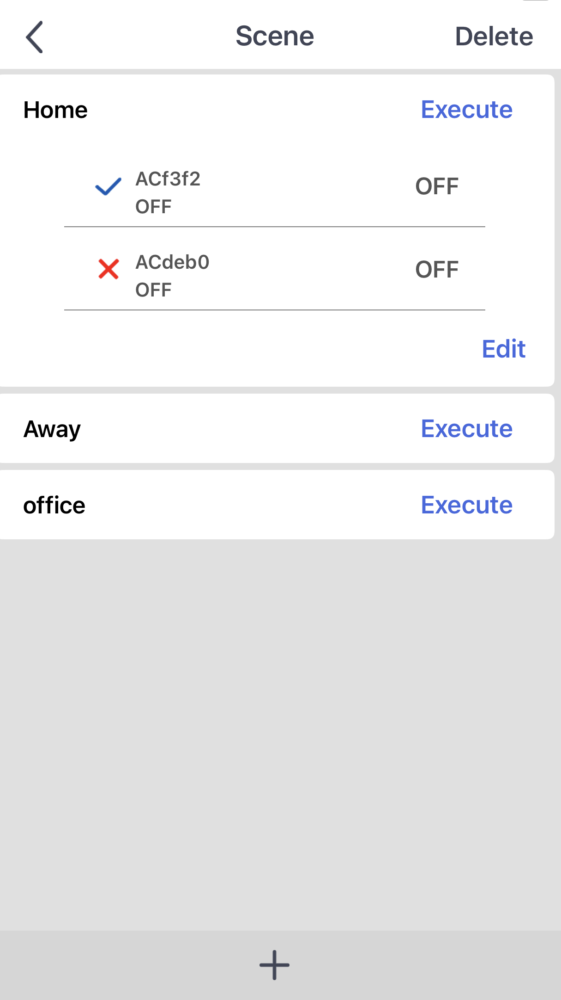 Scene
Delete
Home
Execute
ACf3f2
OFF
OFF
ACdeb0
OFF
OFF
Edit
Away
Execute
office
Execute